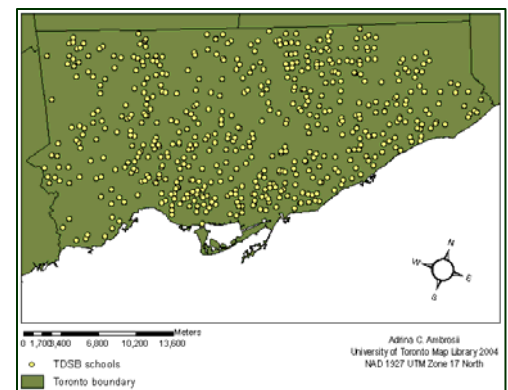 N
W
E
S
Meters
0 1,700 3,400 6,800 10,200 13,600
TDSB schools
Toronto boundary
Adrina C. Ambrosii
University of Toronto Map Library 2004
NAD 1927 UTM Zone 17 North